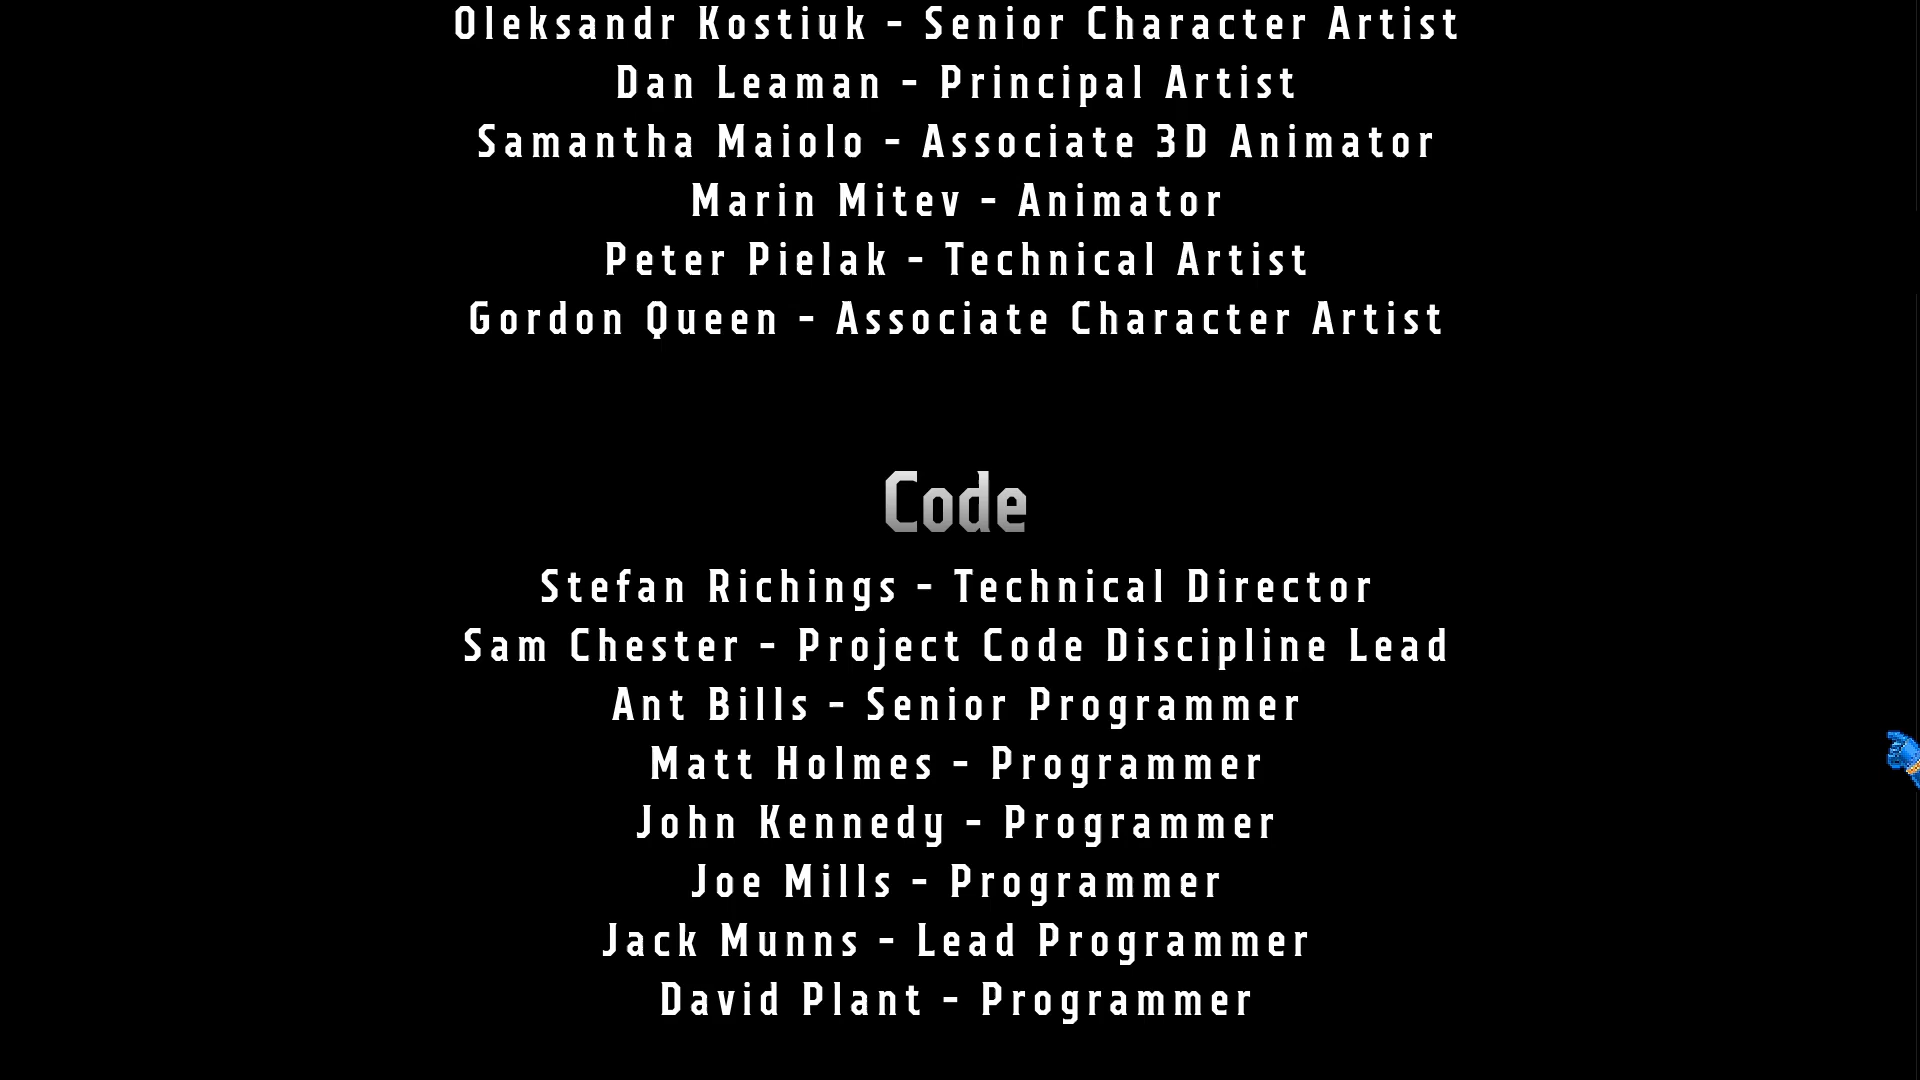 Oleksandr Kostiuk - Senior Character Artist
Dan Leaman - Principal Artist
Samantha Maiolo - Associate 3D Animator
Marin Mitev - Animator
Peter Pielak - Technical Artist
Gordon Queen - Associate Character Artist
Code
Stefan Richings - Technical Director
Sam Chester - Project Code Discipline Lead
Ant Bills - Senior Programmer
Matt Holmes - Programmer
John Kennedy - Programmer
Joe Mills - Programmer
Jack Munns - Lead Programmer
David Plant - Programmer